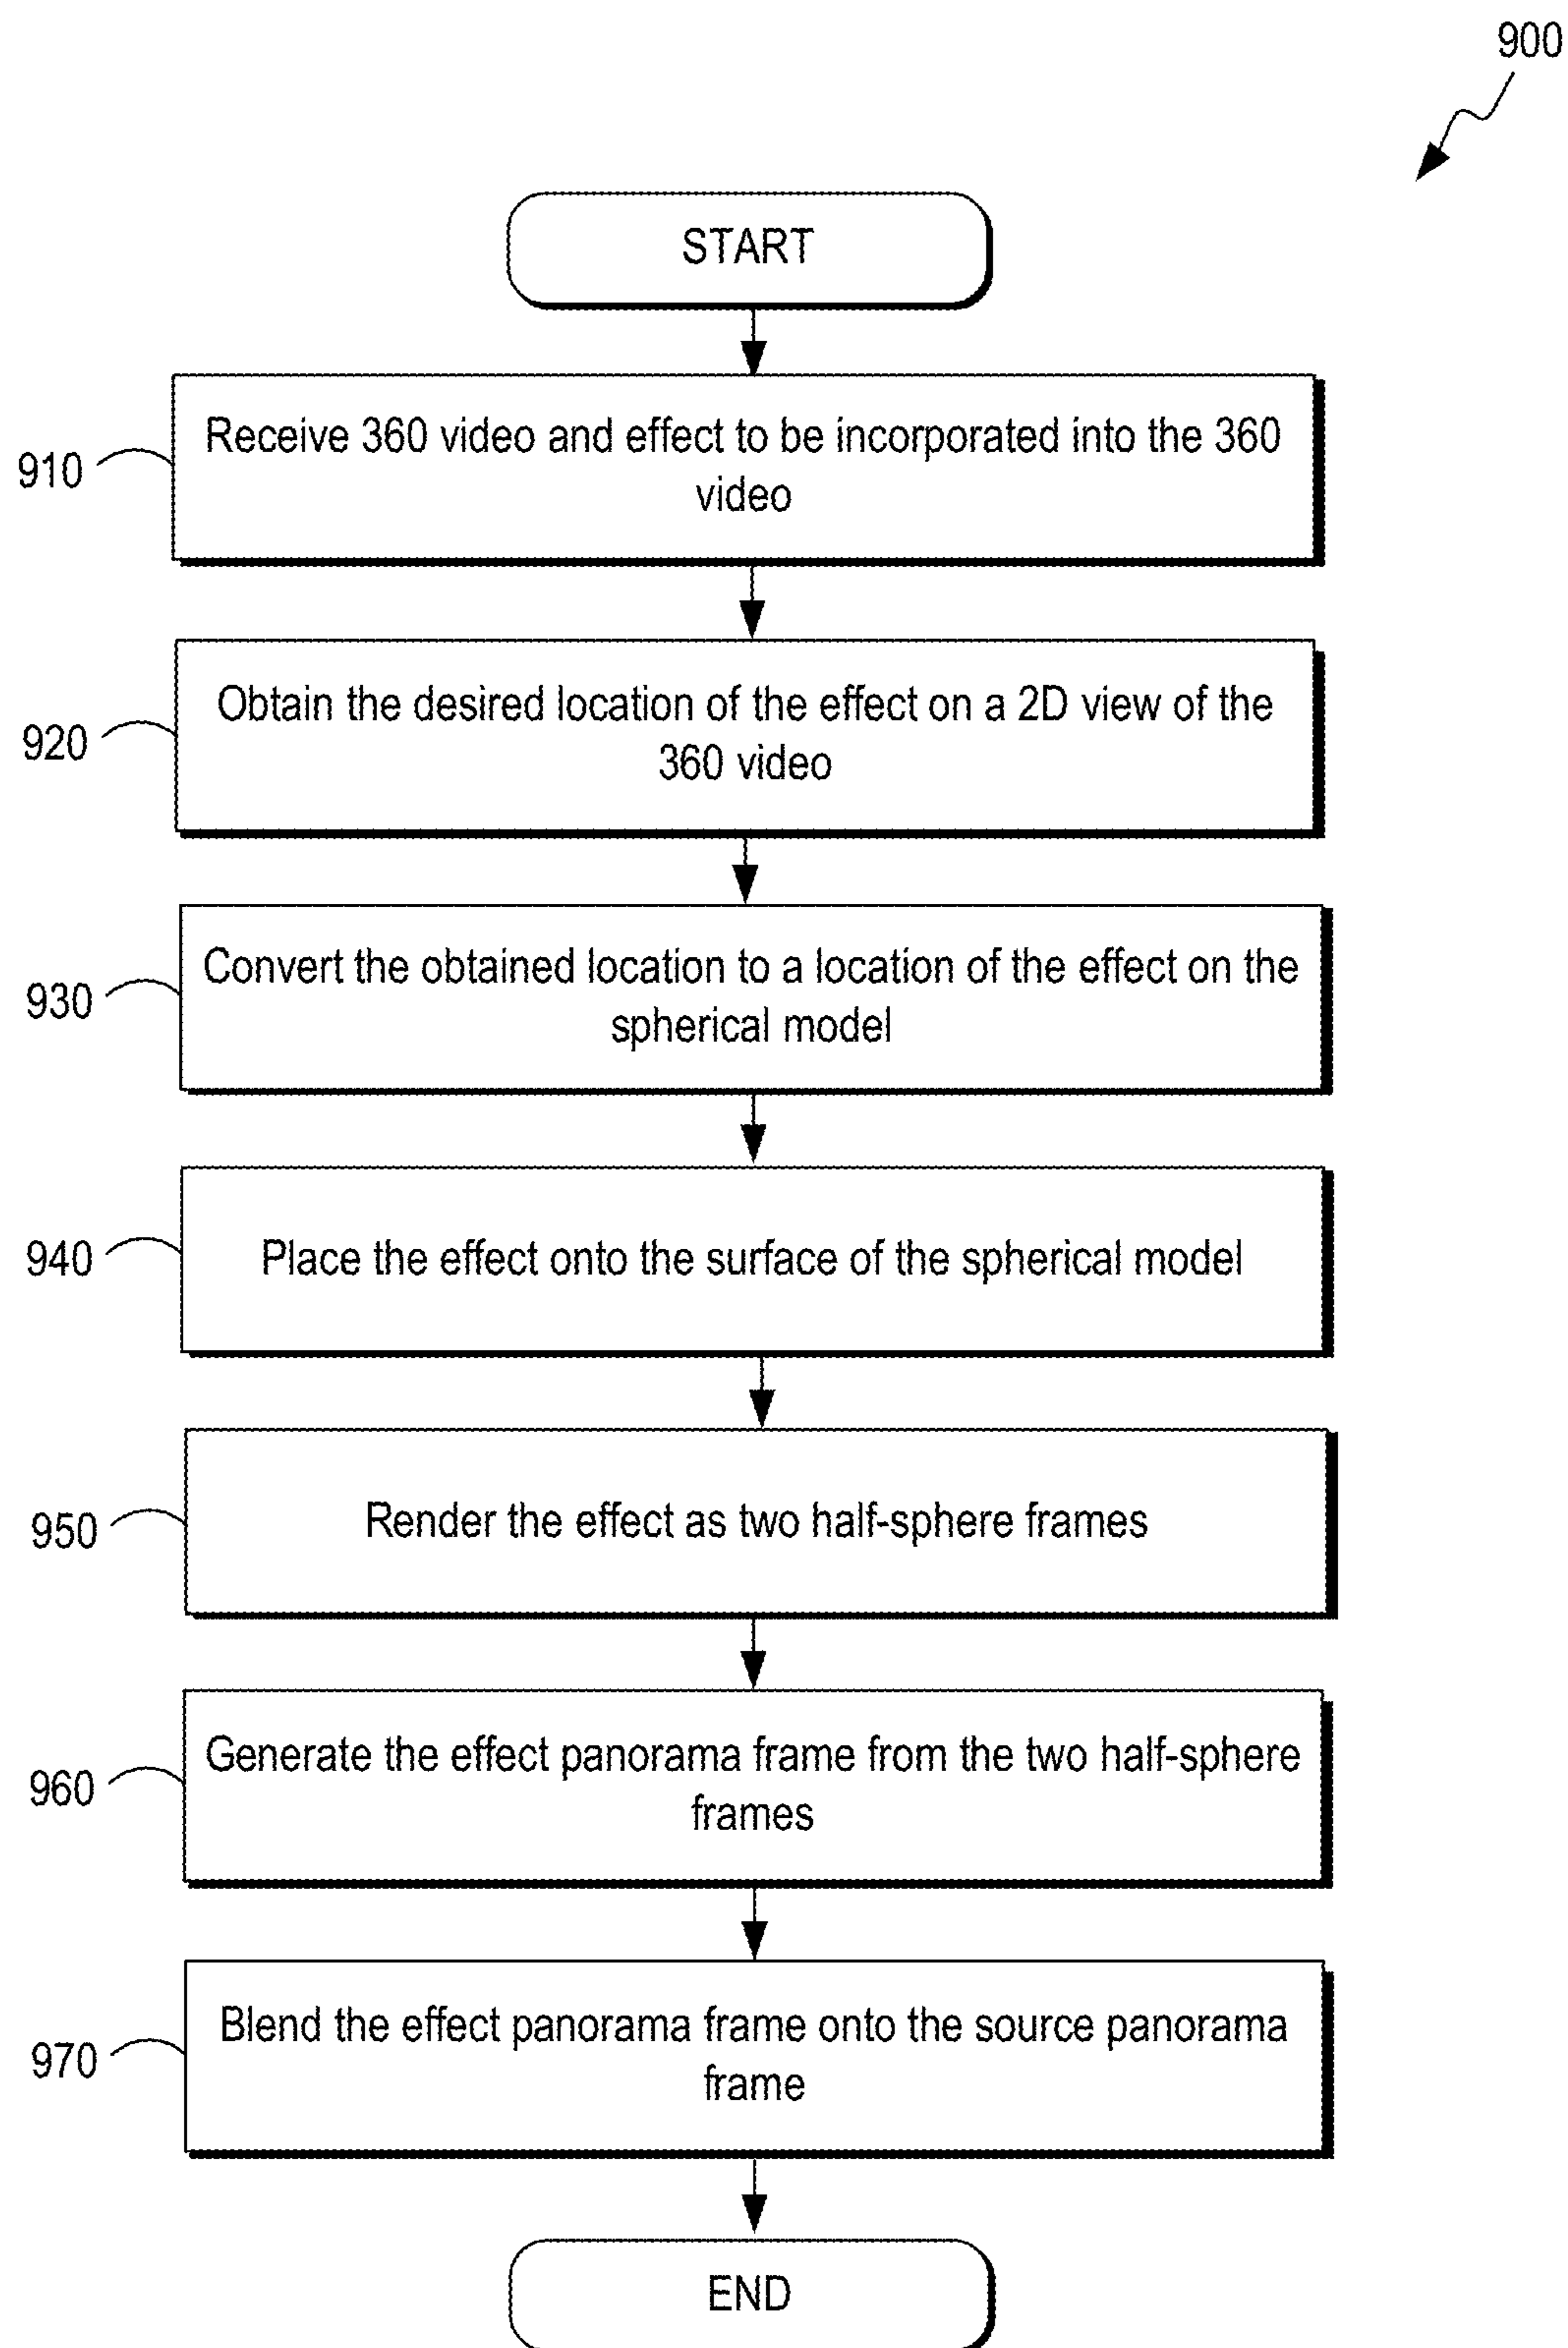 900
START
910
Receive 360 video and effect to be incorporated into the 360
video
920
Obtain the desired location of the effect on a 2D view of the
360 video
930
Convert the obtained location to a location of the effect on the
spherical model
940
Place the effect onto the surface of the spherical model
950
Render the effect as two half-sphere frames
960
Generate the effect panorama frame from the two half-sphere
frames
970
Blend the effect panorama frame onto the source panorama
frame
END